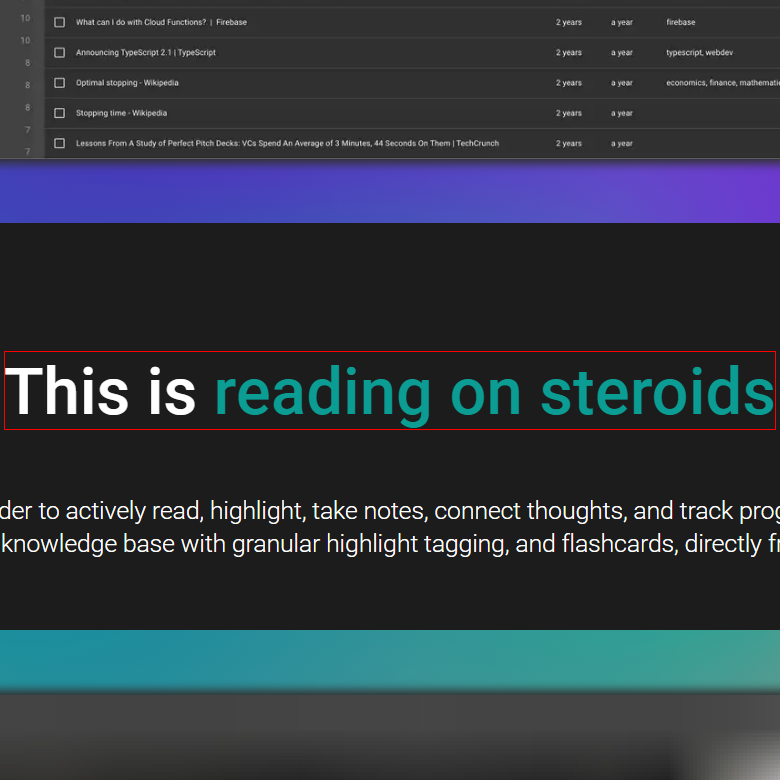 10
What can I do with Cloud Functions? | Firebase 2 years a year firebase
10
Announcing TypeScript 2.1 | TypeScript 2 years a year typescript, webdev
8
Optimal stopping - Wikipedia 2 years a year economics, finance, mathemati
8
8
Stopping time - Wikipedia 2 years a year
7
Lessons From A Study of Perfect Pitch Decks: VCs Spend An Average of 3 Minutes, 44 Seconds On Them | TechCrunch 2 years a year
7
This is reading on steroids
der to actively read, highlight, take notes, connect thoughts, and track prog
knowledge base with granular highlight tagging, and flashcards, directly fr